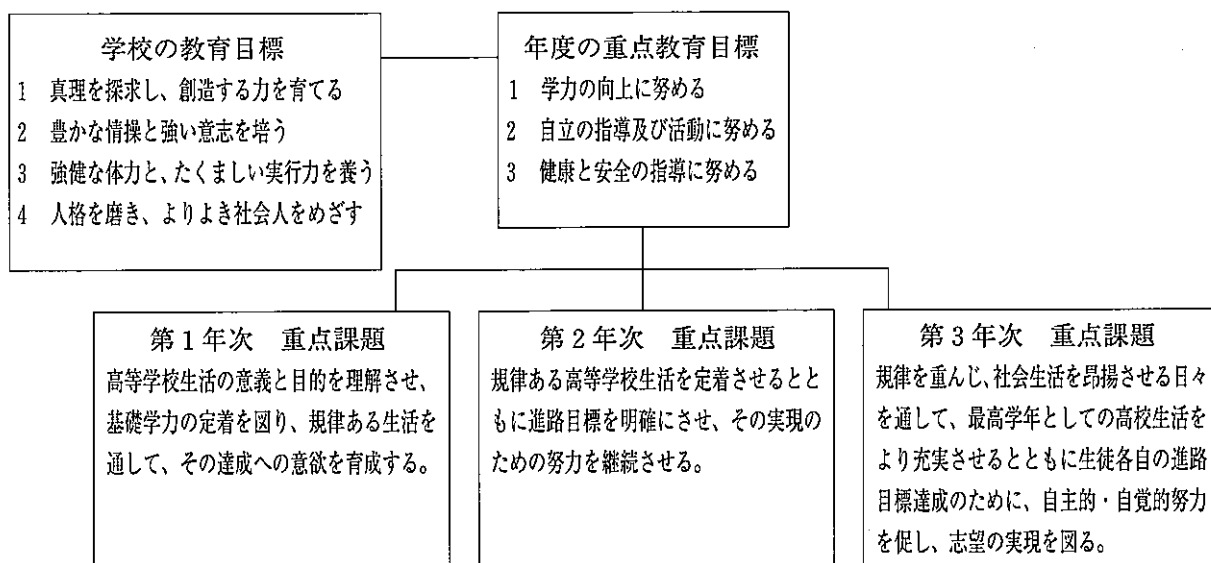 学校の教育目標
1 真理を探求し、創造する力を育てる
2 豊かな情操と強い意志を培う
3 強健な体力と、たくましい実行力を養う
4 人格を磨き、よりよき社会人をめざす
年度の重点教育目標
1 学力の向上に努める
2 自立の指導及び活動に努める
3 健康と安全の指導に努める
第1年次 重点課題
高等学校生活の意義と目的を理解させ、
基礎学力の定着を図り、規律ある生活を
通して、その達成への意欲を育成する。
第2年次 重点課題
規律ある高等学校生活を定着させるとと
もに進路目標を明確にさせ、その実現の
ための努力を継続させる。
第3年次 重点課題
規律を重んじ、社会生活を昂揚させる日々
を通して、最高学年としての高校生活を
より充実させるとともに生徒各自の進路
目標達成のために、自主的・自覚的努力
を促し、志望の実現を図る。